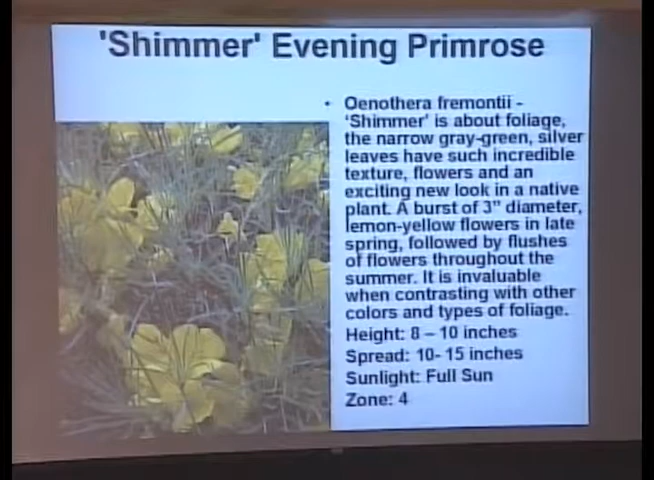 'Shimmer' Evening Primrose
• Oenothera fremontii -
'Shimmer' is about foliage,
the narrow gray-green, silver
leaves have such incredible
texture, flowers and an
exciting new look in a native
plant. A burst of 3" diameter,
lemon-yellow flowers in late
spring, followed by flushes
of flowers throughout the
summer. It is invaluable
when contrasting with other
colors and types of foliage.
Height: 8 – 10 inches
Spread: 10- 15 inches
Sunlight: Full Sun
Zone: 4